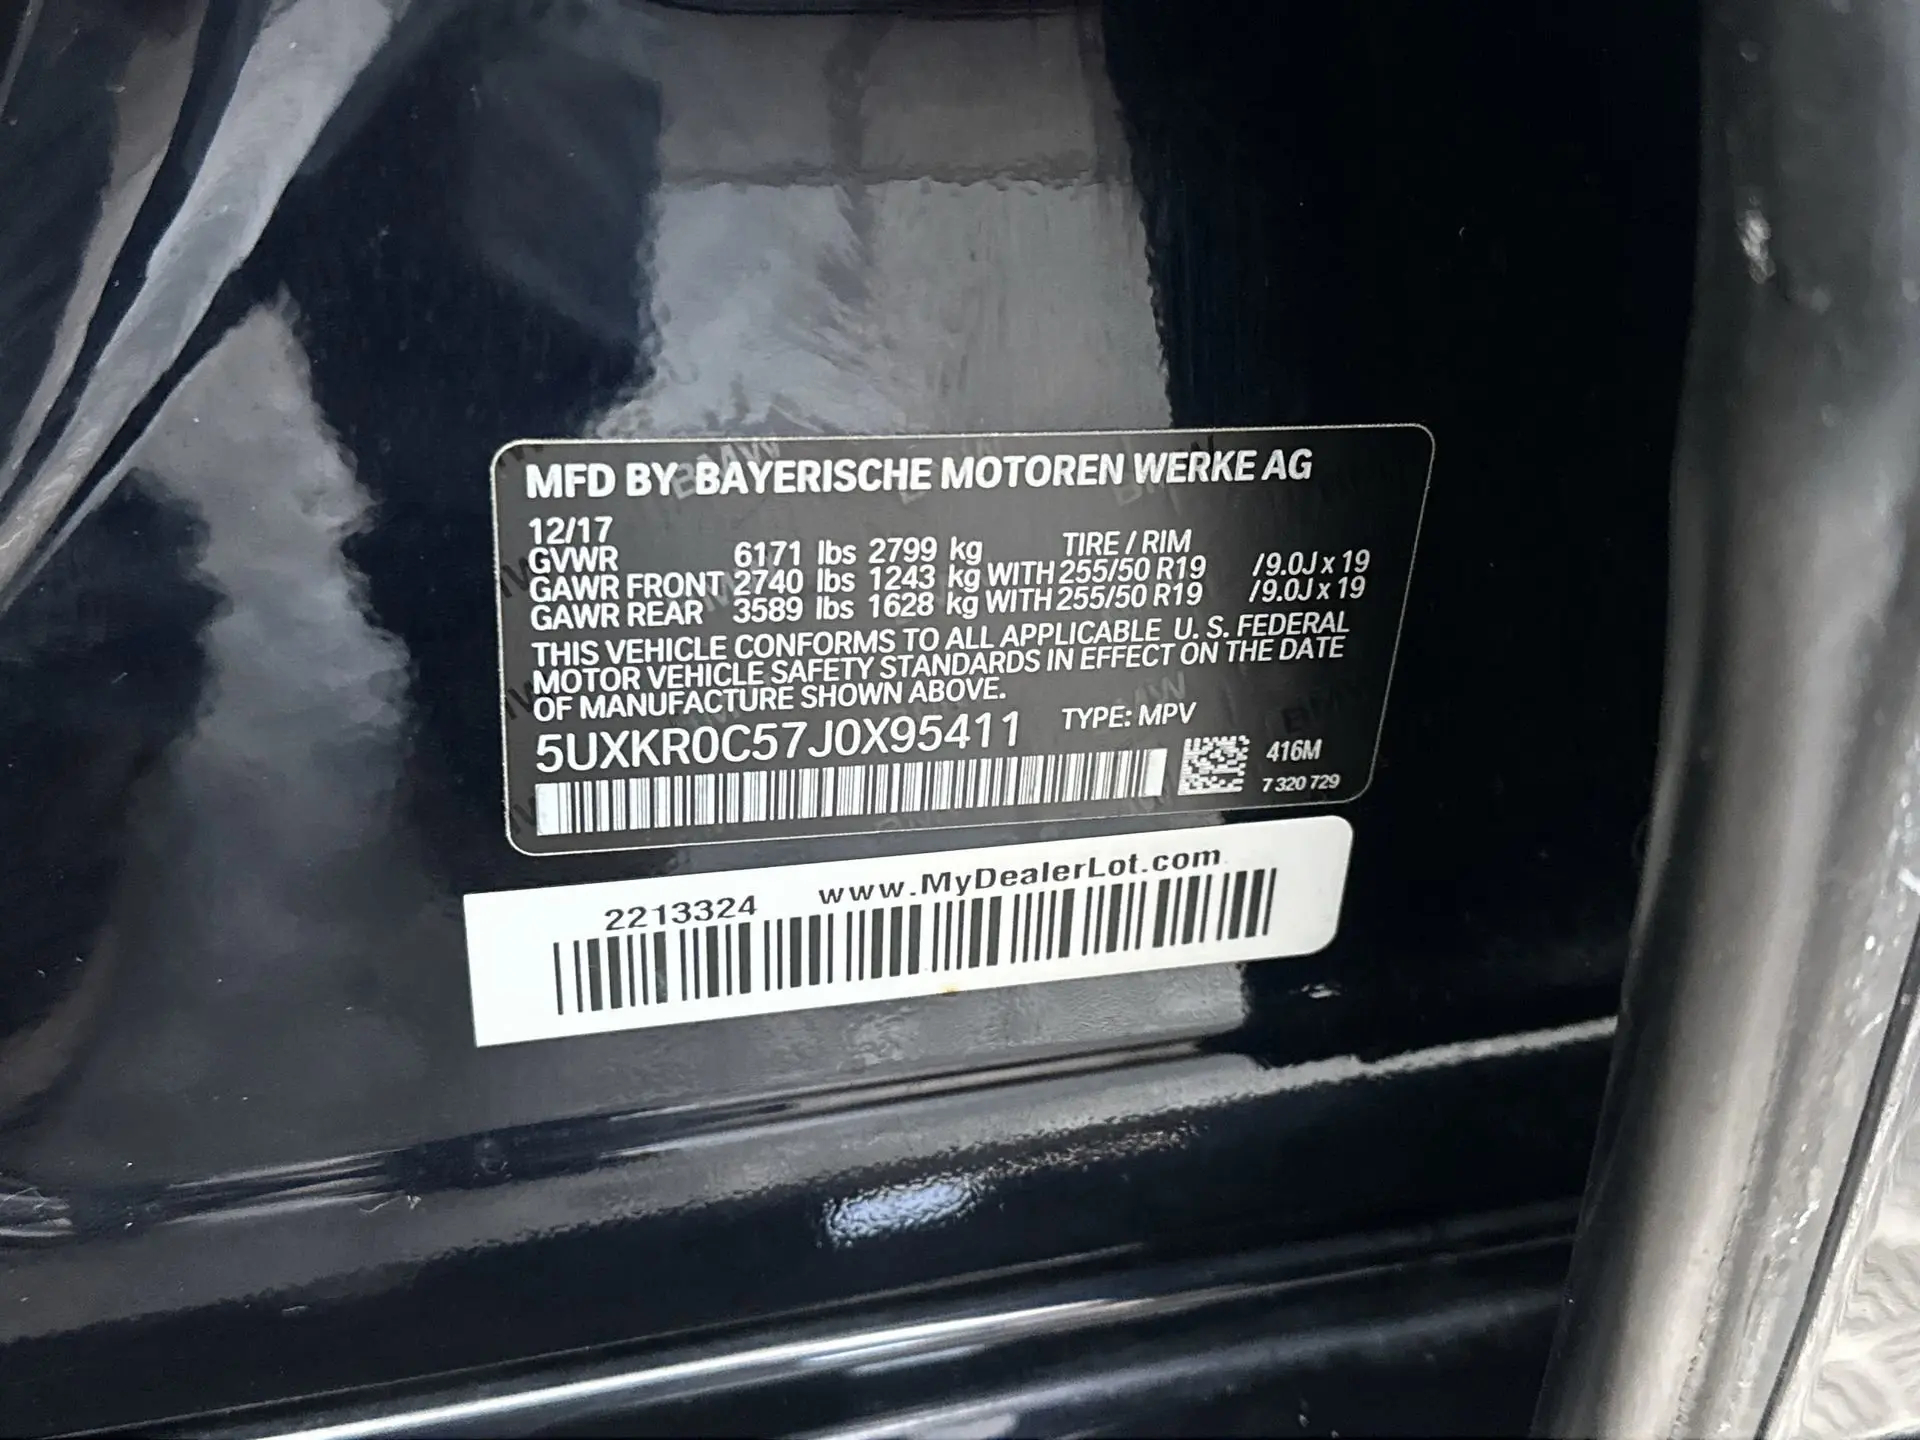 MFD BY BAYERISCHE MOTOREN WERKE AG
12/17
GVWR 6171 lbs 2799 kg TIRE / RIM
GAWR FRONT 2740 lbs 1243 kg WITH 255/50 R19 /9.0J x 19
GAWR REAR 3589 lbs 1628 kg WITH 255/50 R19 /9.0J x 19
THIS VEHICLE CONFORMS TO ALL APPLICABLE U. S. FEDERAL
MOTOR VEHICLE SAFETY STANDARDS IN EFFECT ON THE DATE
OF MANUFACTURE SHOWN ABOVE.
5UXKR0C57J0X95411 TYPE: MPV
416M
7 320 729
2213324 www.MyDealerLot.com